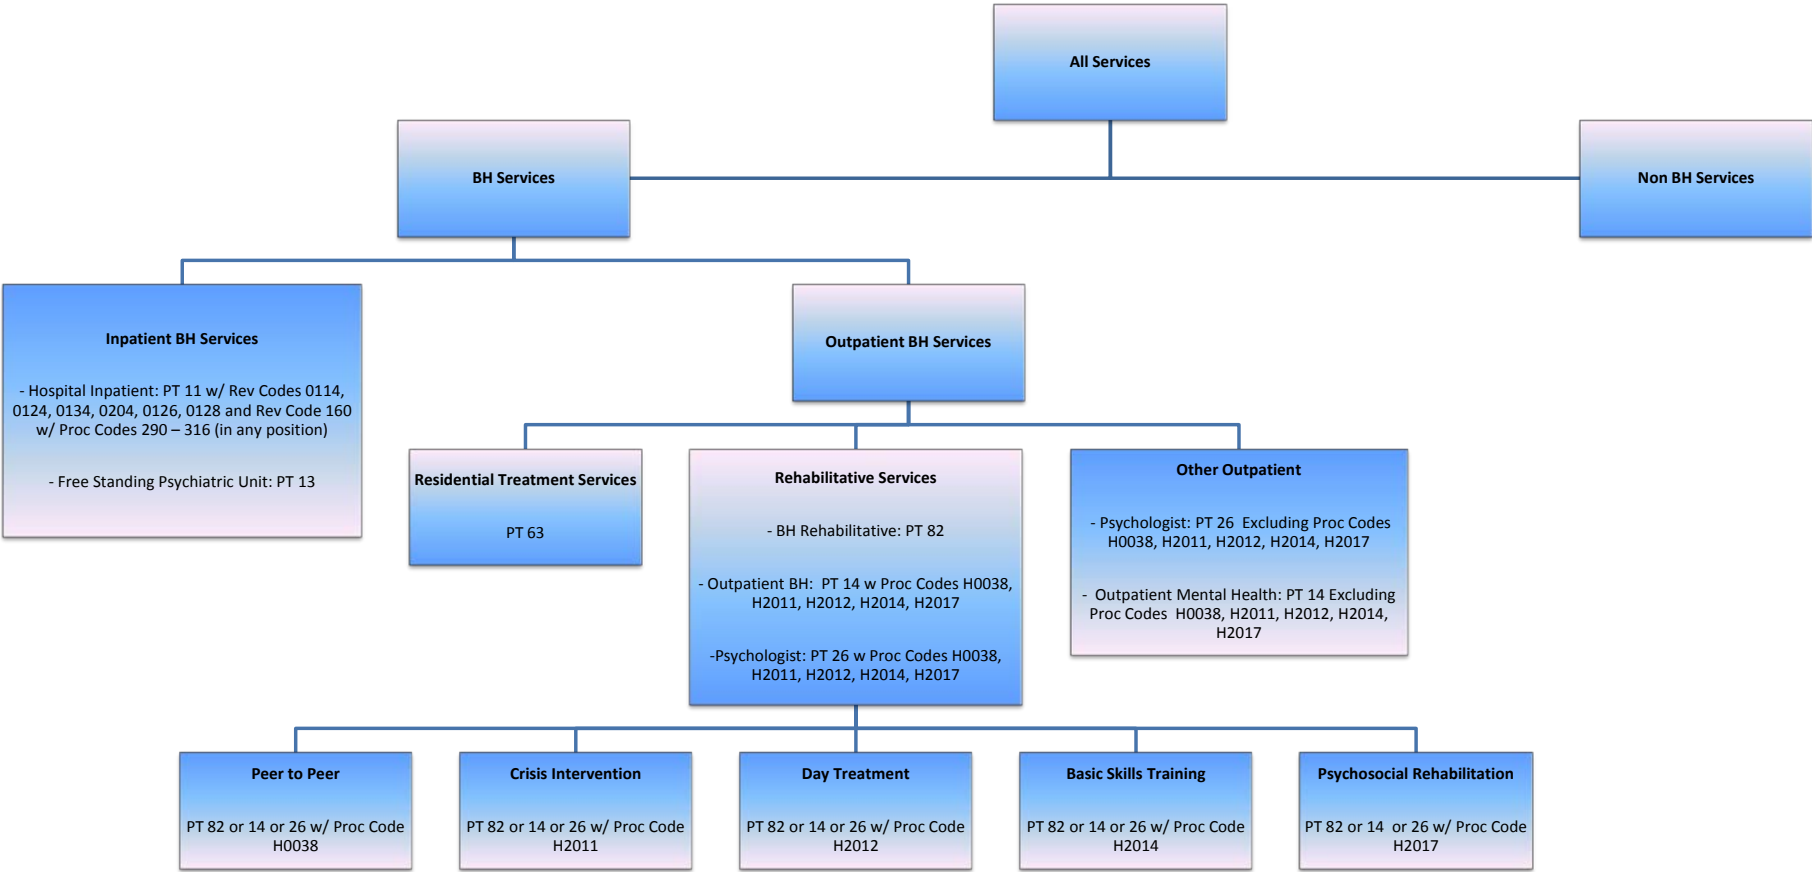 All Services
BH Services
Non BH Services
Inpatient BH Services
- Hospital Inpatient: PT 11 w/ Rev Codes 0114,
0124, 0134, 0204, 0126, 0128 and Rev Code 160
w/ Proc Codes 290 – 316 (in any position)
- Free Standing Psychiatric Unit: PT 13
Outpatient BH Services
Residential Treatment Services
PT 63
Rehabilitative Services
- BH Rehabilitative: PT 82
- Outpatient BH:  PT 14 w Proc Codes H0038,
H2011, H2012, H2014, H2017
-Psychologist: PT 26 w Proc Codes H0038,
H2011, H2012, H2014, H2017
Other Outpatient
- Psychologist: PT 26  Excluding Proc Codes
H0038, H2011, H2012, H2014, H2017
-  Outpatient Mental Health: PT 14 Excluding
Proc Codes  H0038, H2011, H2012, H2014,
H2017
Peer to Peer
PT 82 or 14 or 26 w/ Proc Code
H0038
Crisis Intervention
PT 82 or 14 or 26 w/ Proc Code
H2011
Day Treatment
PT 82 or 14 or 26 w/ Proc Code
H2012
Basic Skills Training
PT 82 or 14 or 26 w/ Proc Code
H2014
Psychosocial Rehabilitation
PT 82 or 14  or 26 w/ Proc Code
H2017